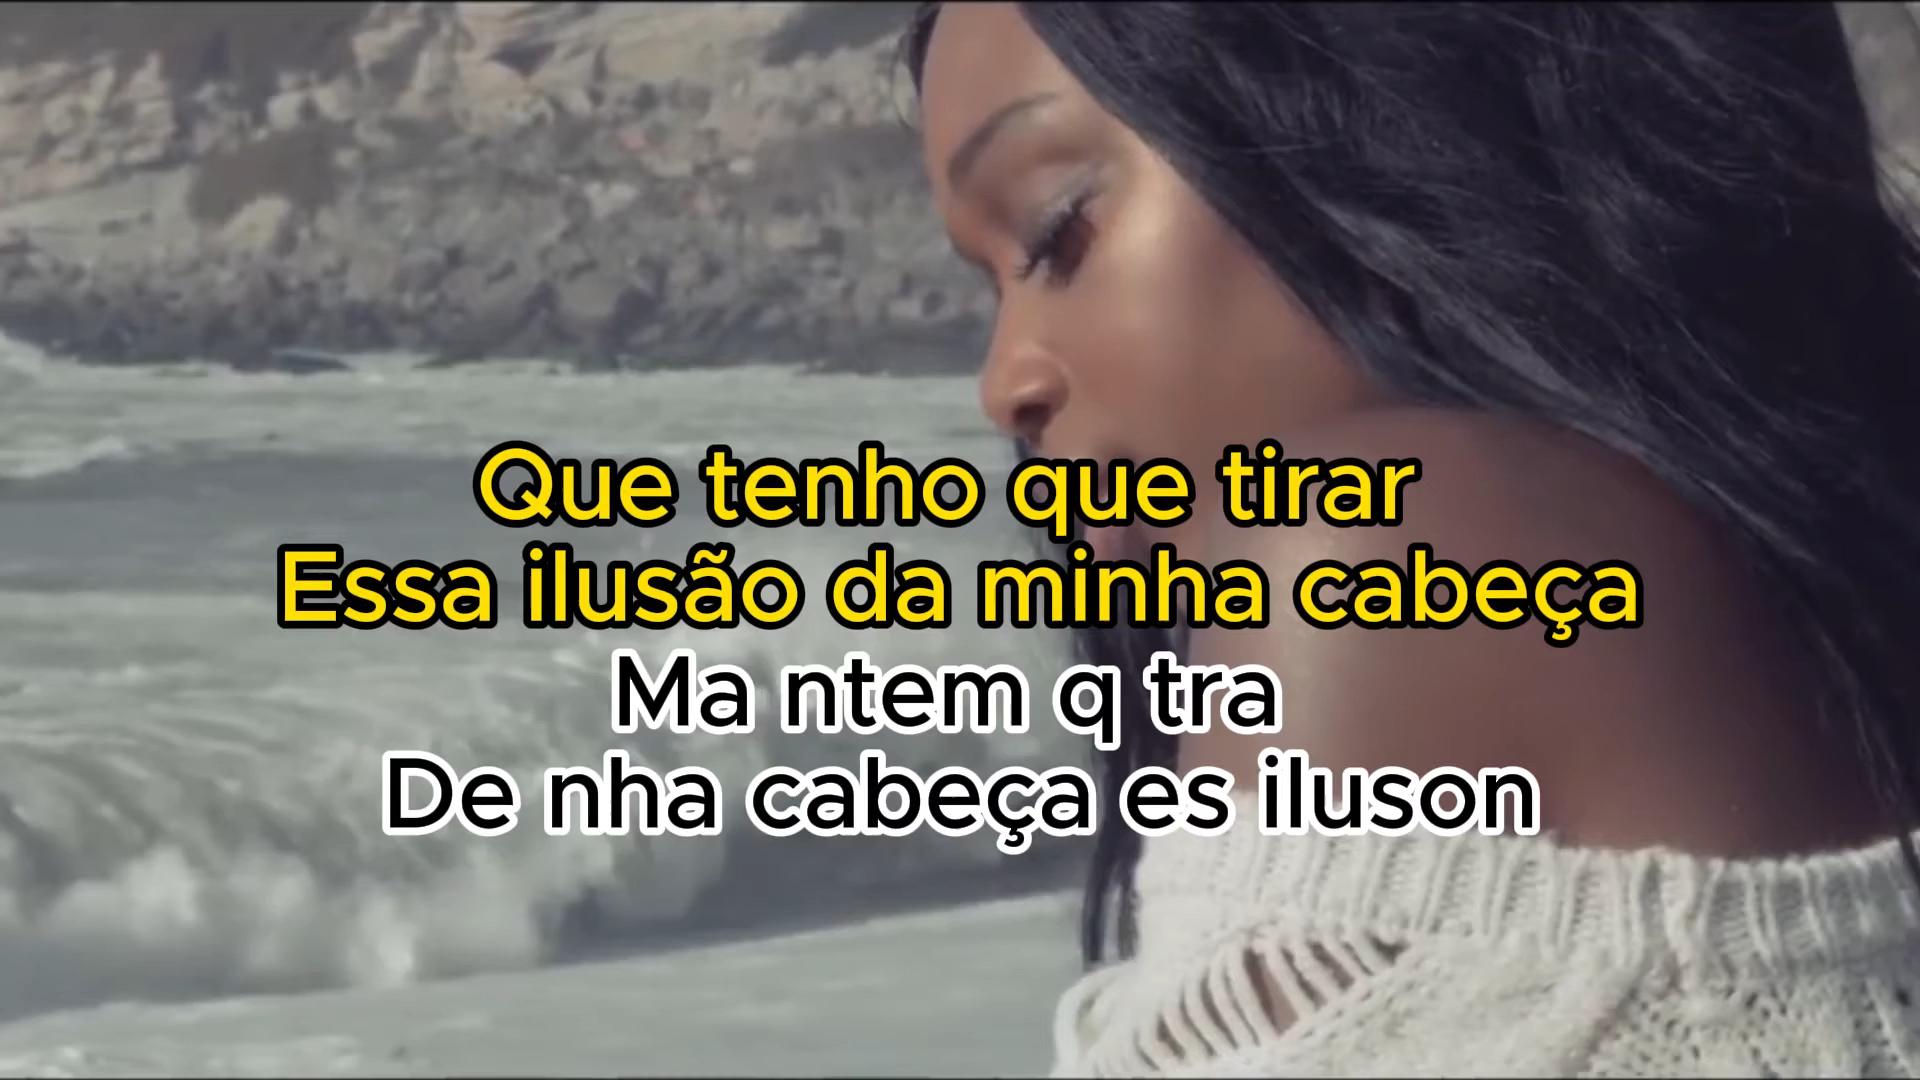 Que tenho que tirar
Essa ilusão da minha cabeça
Ma ntem q tra
De nha cabeça es iluson